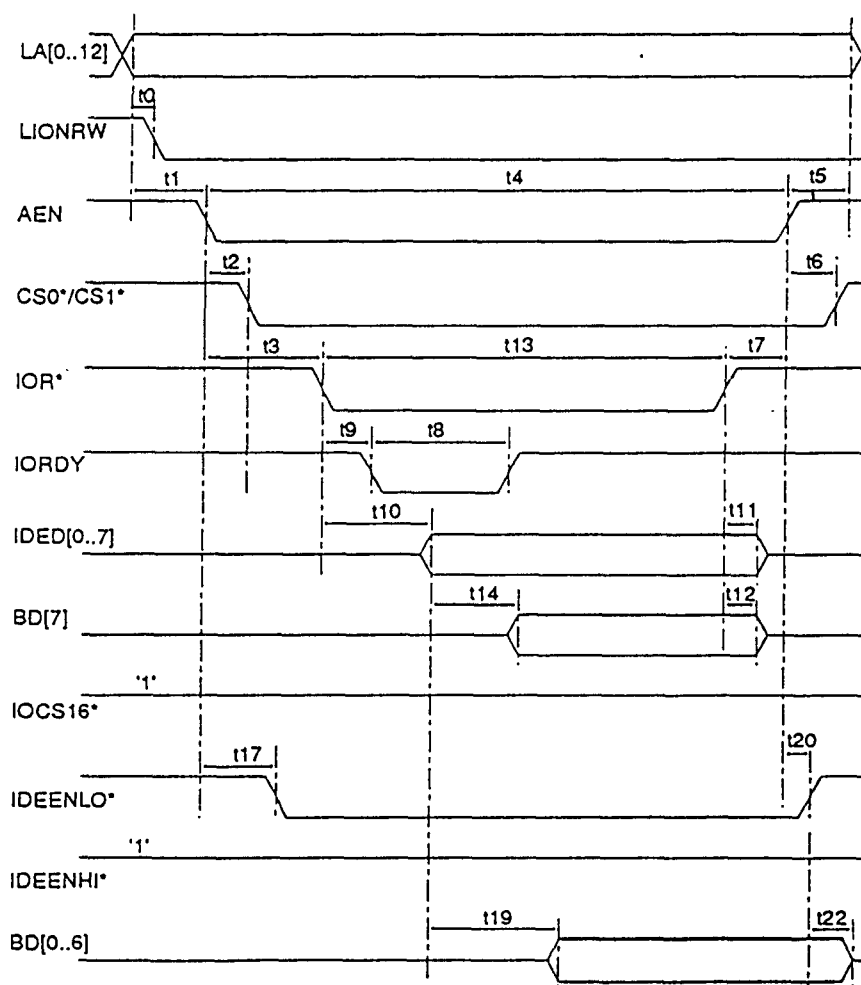 LA[0..12]
t0
LIONRW
t1 t4 t5
AEN
t2 t6
CS0*/CS1*
t3 t13 t7
IOR*
t9 t8
IORDY
t10 t11
IDED[0..7]
t14 t12
BD[7]
'1'
IOCS16*
t17 t20
IDEENLO*
'1'
IDEENHI*
t19 t22
BD[0..6]